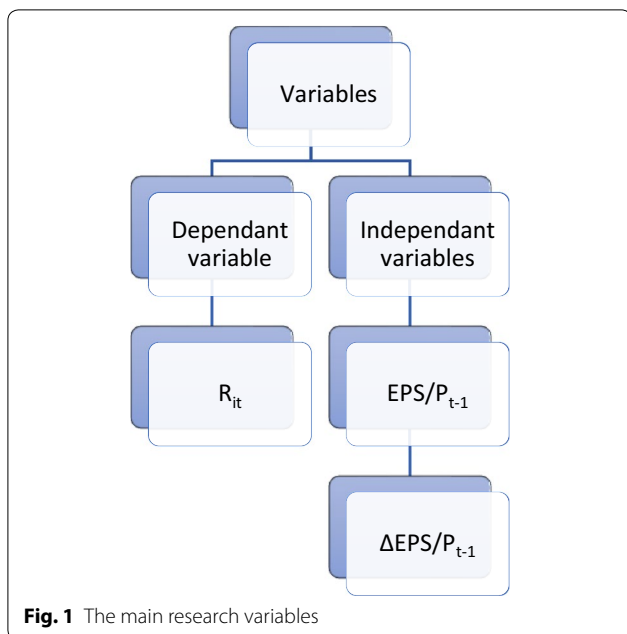 Variables
Dependant
variable
Independant
variables
R_it
EPS/P_t-1
ΔEPS/P_t-1
Fig. 1 The main research variables